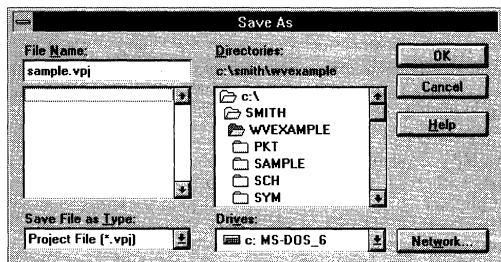 Save As
File Name:
sample.vpj
Directories:
c:\smith\wvexample
c:\
SMITH
WVEXAMPLE
PKT
SAMPLE
SCH
SYM
OK
Cancel
Help
Save File as Type:
Project File (*.vpj)
Drives:
c: MS-DOS_6
Network...